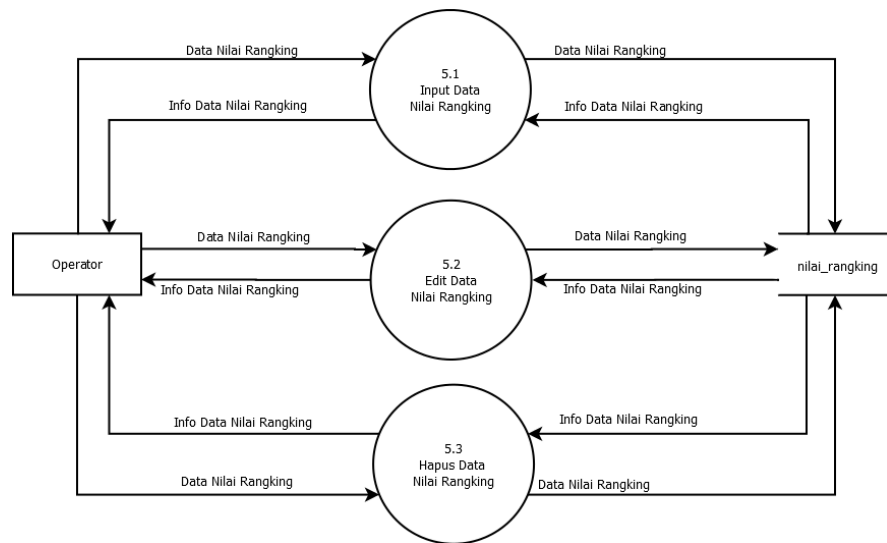 Data Nilai Rangking
Data Nilai Rangking
5.1
Input Data
Nilai Rangking
Info Data Nilai Rangking
Info Data Nilai Rangking
Data Nilai Rangking
Data Nilai Rangking
Operator
5.2
Edit Data
Nilai Rangking
nilai_rangking
Info Data Nilai Rangking
Info Data Nilai Rangking
Info Data Nilai Rangking
Info Data Nilai Rangking
5.3
Hapus Data
Nilai Rangking
Data Nilai Rangking
Data Nilai Rangking